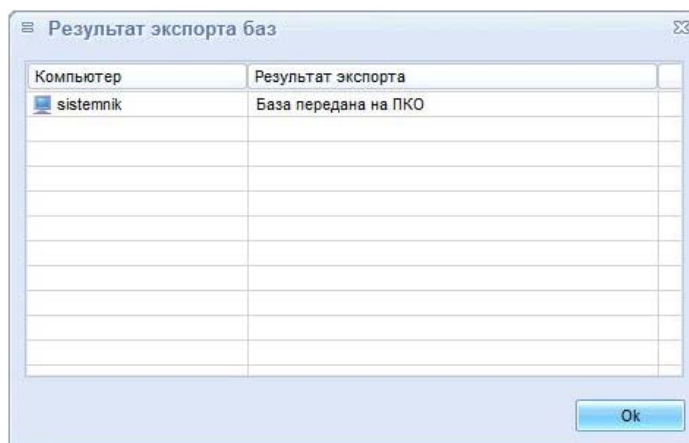 Результат экспорта баз
Компьютер Результат экспорта
sistemnik База передана на ПКО
Ok